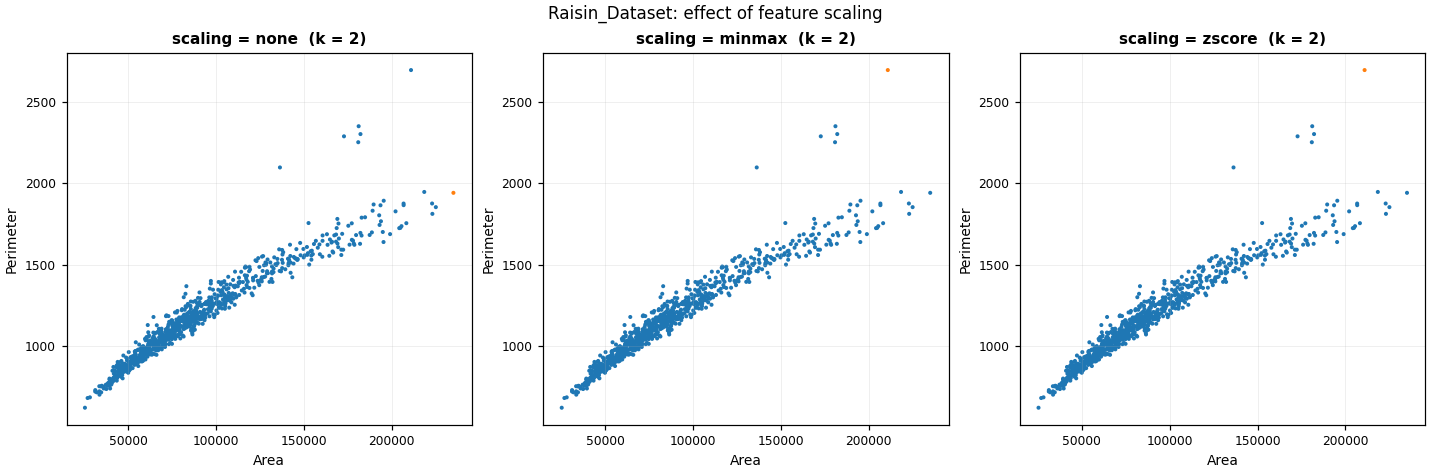 Raisin_Dataset: effect of feature scaling
scaling = none  (k = 2)
2500
2000
1500
1000
Perimeter
50000
100000
150000
200000
Area
scaling = minmax  (k = 2)
2500
2000
1500
1000
Perimeter
50000
100000
150000
200000
Area
scaling = zscore  (k = 2)
2500
2000
1500
1000
Perimeter
50000
100000
150000
200000
Area